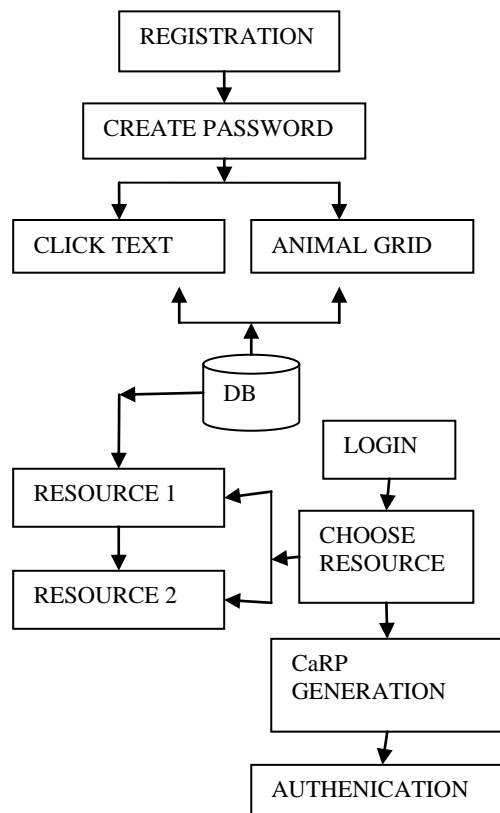 REGISTRATION
CREATE PASSWORD
CLICK TEXT
ANIMAL GRID
DB
LOGIN
RESOURCE 1
CHOOSE
RESOURCE
RESOURCE 2
CaRP
GENERATION
AUTHENICATION